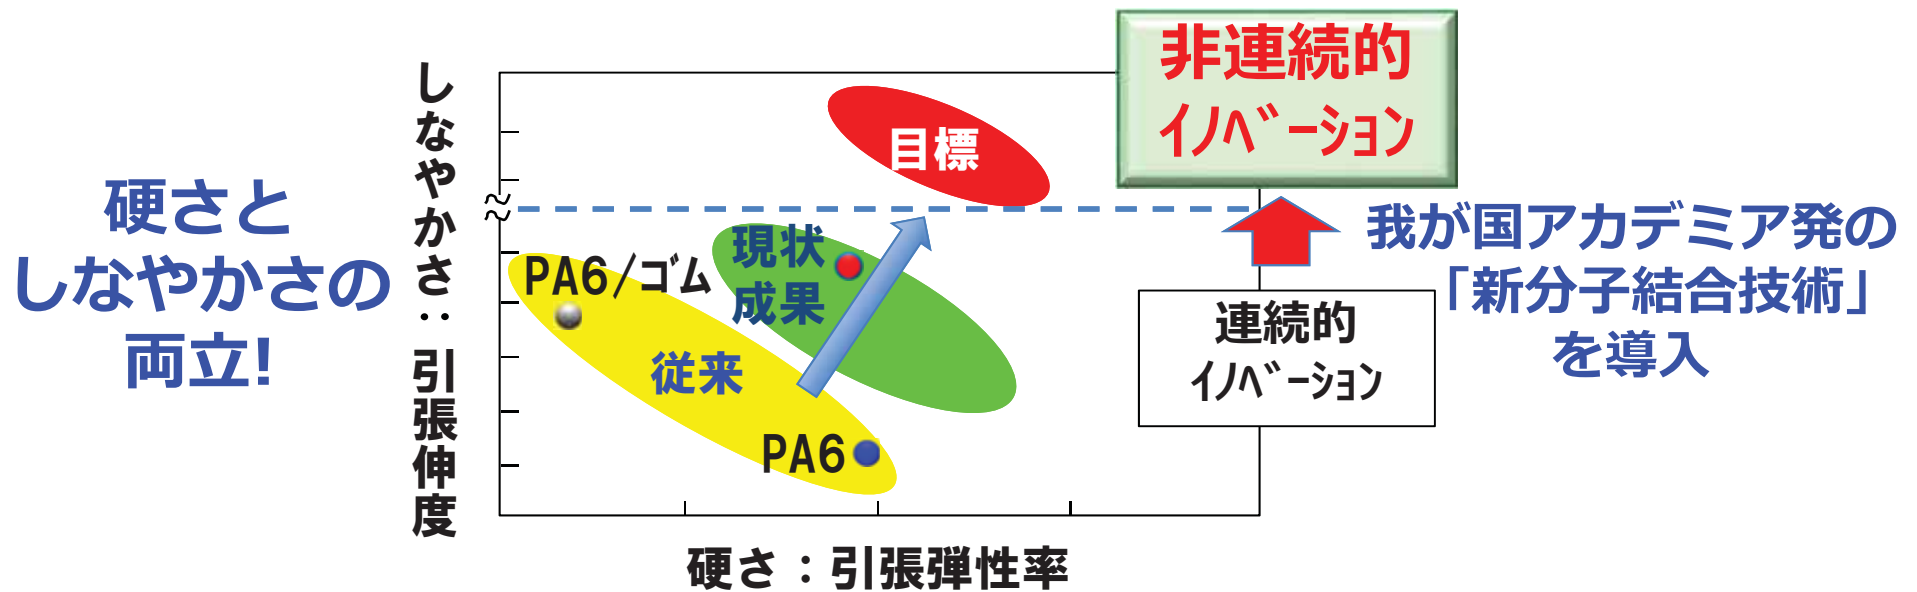 硬さと
しなやかさの
両立!
しなやかさ：引張伸度
目標
現状
成果
PA6/ゴム
従来
PA6
硬さ：引張弾性率
非連続的
ｲﾉﾍﾞｰｼｮﾝ
連続的
ｲﾉﾍﾞｰｼｮﾝ
我が国アカデミア発の
「新分子結合技術」
を導入